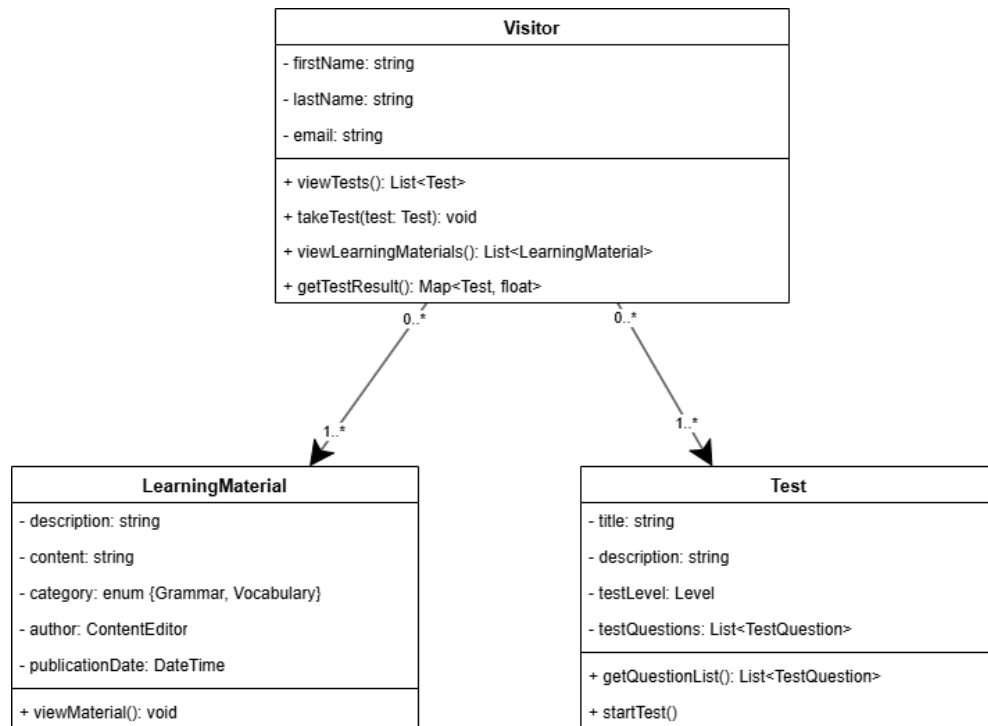 Visitor
- firstName: string
- lastName: string
- email: string
+ viewTests(): List<Test>
+ takeTest(test: Test): void
+ viewLearningMaterials(): List<LearningMaterial>
+ getTestResult(): Map<Test, float>
0..*
0..*
1..*
1..*
LearningMaterial
- description: string
- content: string
- category: enum {Grammar, Vocabulary}
- author: ContentEditor
- publicationDate: DateTime
+ viewMaterial(): void
Test
- title: string
- description: string
- testLevel: Level
- testQuestions: List<TestQuestion>
+ getQuestionList(): List<TestQuestion>
+ startTest()